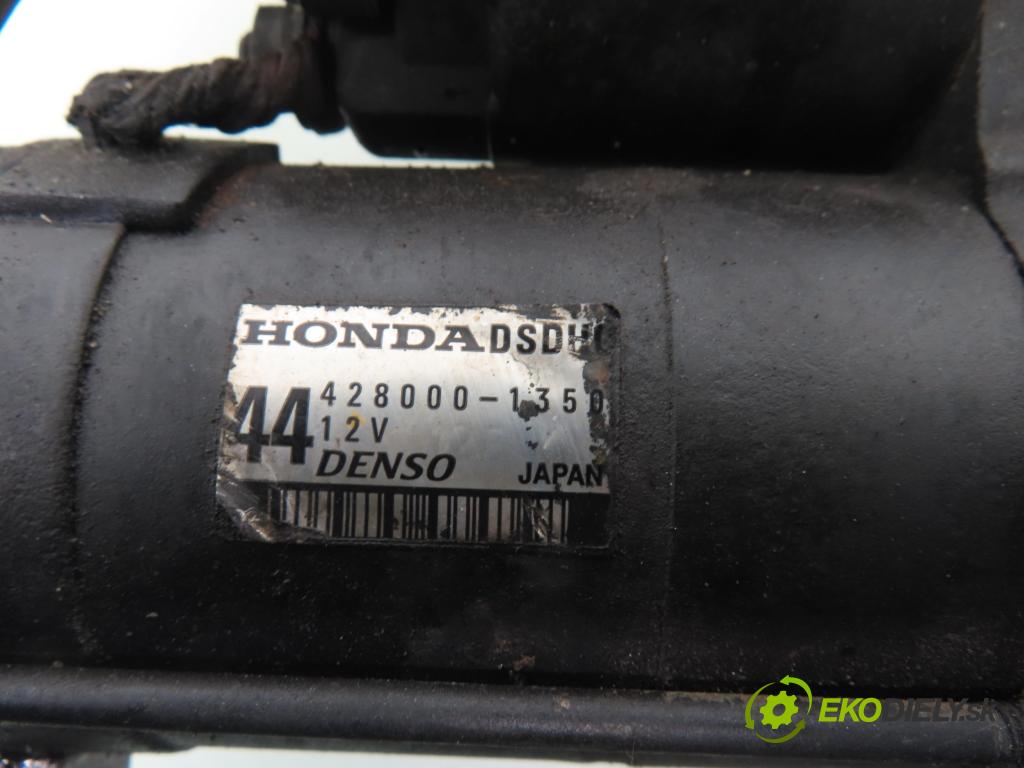 HONDA DSDH
44 428000-1350
12V
DENSO JAPAN
EKODIELY.sk